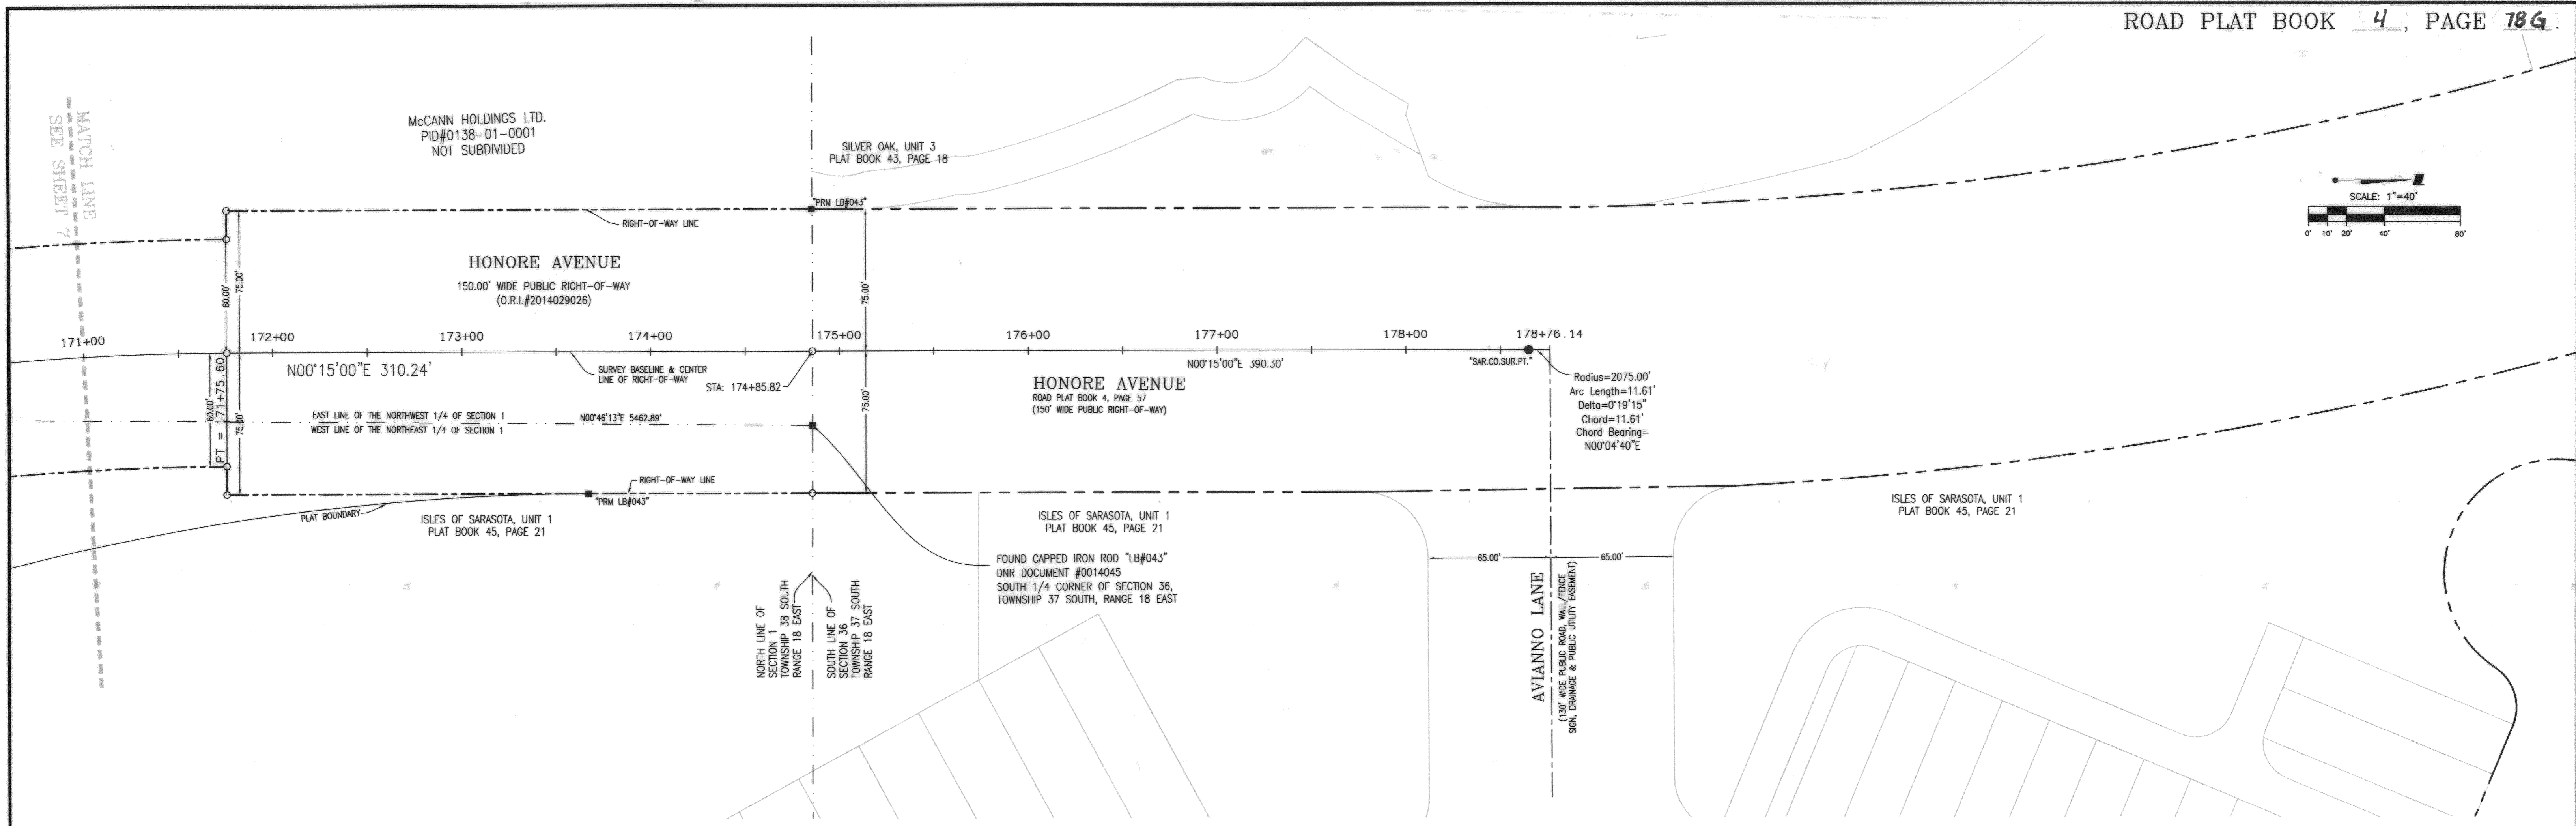 ROAD PLAT BOOK 4, PAGE 78G.
MATCH LINE
SEE SHEET 7
McCANN HOLDINGS LTD.
PID#0138-01-0001
NOT SUBDIVIDED
SILVER OAK, UNIT 3
PLAT BOOK 43, PAGE 18
"PRM LB#043"
RIGHT-OF-WAY LINE
SCALE: 1"=40'
0' 10' 20' 40' 80'
HONORE AVENUE
150.00' WIDE PUBLIC RIGHT-OF-WAY
(O.R.I.#2014029026)
60.00'
75.00'
75.00'
171+00
172+00
173+00
174+00
175+00
176+00
177+00
178+00
178+76.14
N00°15'00"E 310.24'
SURVEY BASELINE & CENTER
LINE OF RIGHT-OF-WAY
STA: 174+85.82
N00°15'00"E 390.30'
"SAR.CO.SUR.PT."
Radius=2075.00'
Arc Length=11.61'
Delta=0°19'15"
Chord=11.61'
Chord Bearing=
N00°04'40"E
HONORE AVENUE
ROAD PLAT BOOK 4, PAGE 57
(150' WIDE PUBLIC RIGHT-OF-WAY)
60.00'
PT = 171+75.60
75.00'
75.00'
EAST LINE OF THE NORTHWEST 1/4 OF SECTION 1
WEST LINE OF THE NORTHEAST 1/4 OF SECTION 1
N00°46'13"E 5462.89'
RIGHT-OF-WAY LINE
"PRM LB#043"
PLAT BOUNDARY
ISLES OF SARASOTA, UNIT 1
PLAT BOOK 45, PAGE 21
ISLES OF SARASOTA, UNIT 1
PLAT BOOK 45, PAGE 21
ISLES OF SARASOTA, UNIT 1
PLAT BOOK 45, PAGE 21
FOUND CAPPED IRON ROD "LB#043"
DNR DOCUMENT #0014045
SOUTH 1/4 CORNER OF SECTION 36,
TOWNSHIP 37 SOUTH, RANGE 18 EAST
65.00'
65.00'
NORTH LINE OF
SECTION 1
TOWNSHIP 38 SOUTH
RANGE 18 EAST
SOUTH LINE OF
SECTION 36
TOWNSHIP 37 SOUTH
RANGE 18 EAST
AVIANNO LANE
(130' WIDE PUBLIC ROAD, WALL/FENCE
SIGN, DRAINAGE & PUBLIC UTILITY EASEMENT)